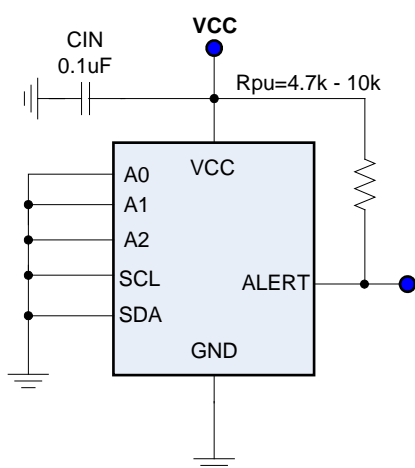 CIN
VCC
0.1uF
Rpu=4.7k - 10k
VCC
A0
A1
A2
SCL
ALERT
SDA
GND